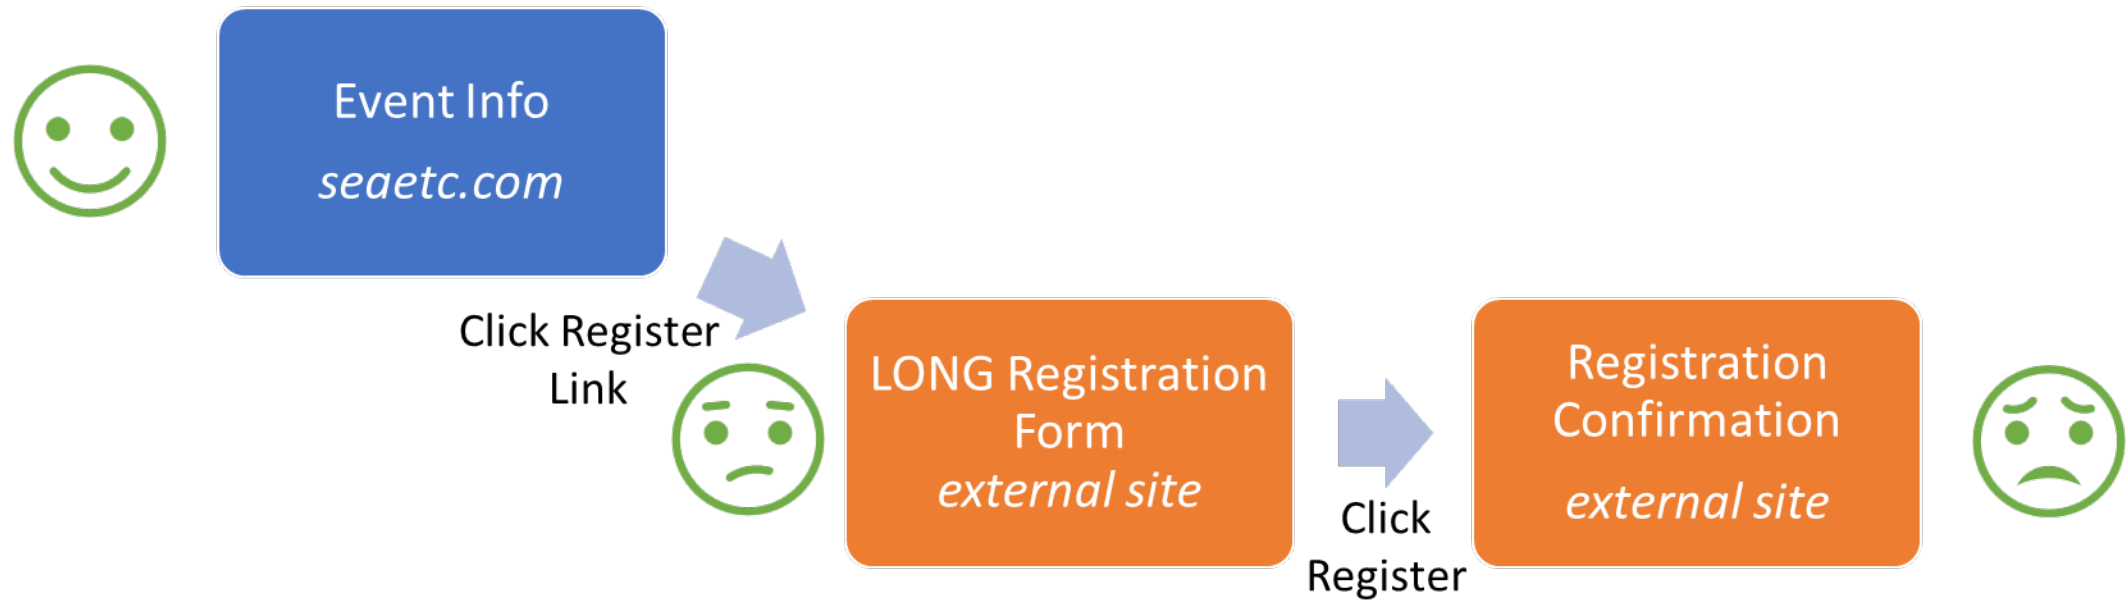 Event Info
seaetc.com
Click Register
Link
LONG Registration
Form
external site
Click
Register
Registration
Confirmation
external site